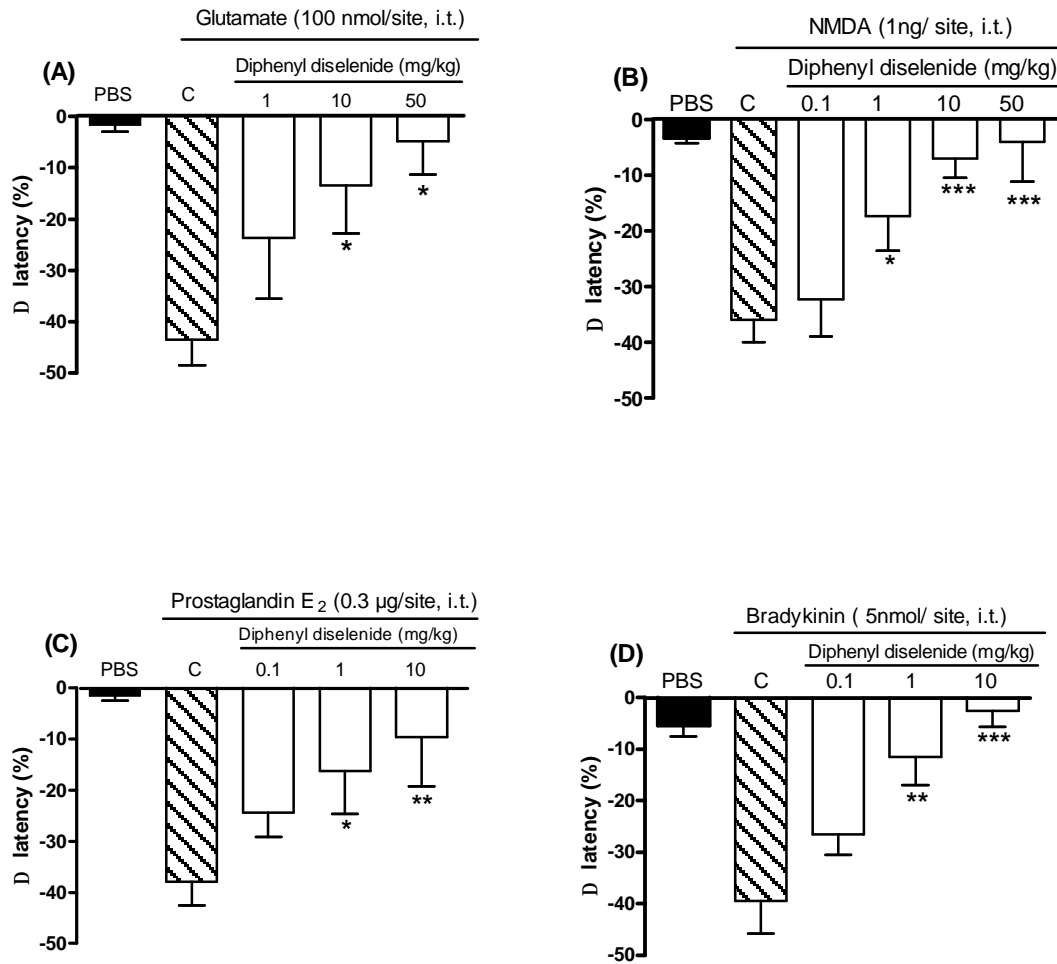 Glutamate (100 nmol/site, i.t.)
(A)
Diphenyl diselenide (mg/kg)
PBS C 1 10 50
0
-10
-20
-30
-40
-50
D latency (%)
*
*
NMDA (1ng/ site, i.t.)
(B)
Diphenyl diselenide (mg/kg)
PBS C 0.1 1 10 50
0
-10
-20
-30
-40
-50
D latency (%)
*
***
***
Prostaglandin E2 (0.3 µg/site, i.t.)
(C)
Diphenyl diselenide (mg/kg)
PBS C 0.1 1 10
0
-10
-20
-30
-40
-50
D latency (%)
*
**
Bradykinin ( 5nmol/ site, i.t.)
(D)
Diphenyl diselenide (mg/kg)
PBS C 0.1 1 10
0
-10
-20
-30
-40
-50
D latency (%)
**
***